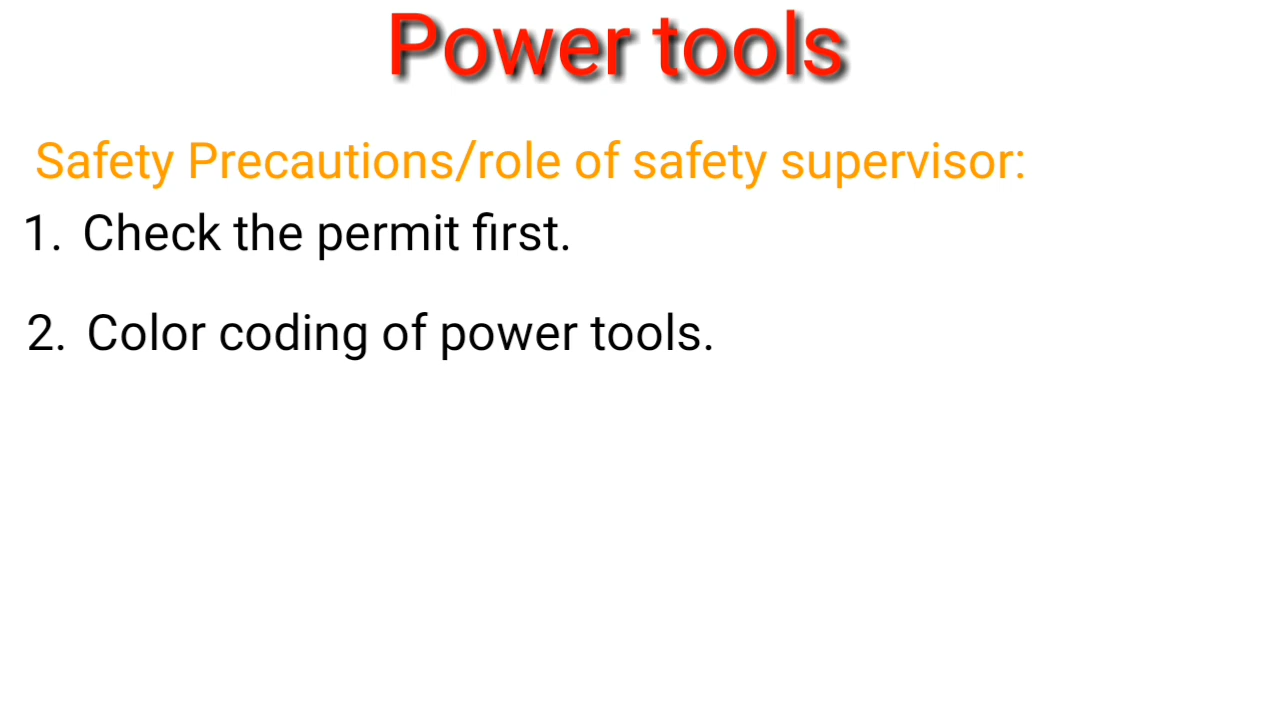 Power tools
Safety Precautions/role of safety supervisor:
1. Check the permit first.
2. Color coding of power tools.